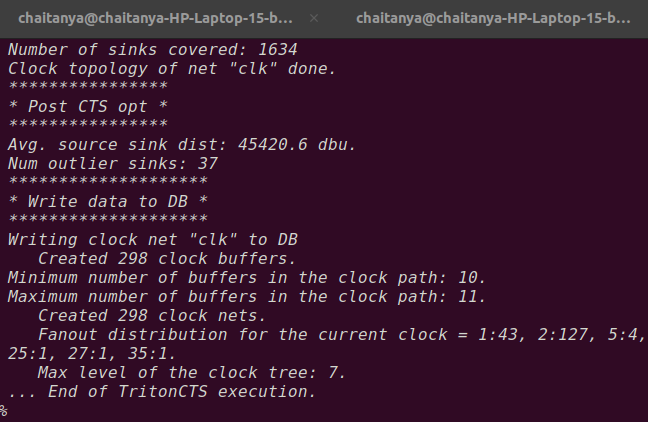 chaitanya@chaitanya-HP-Laptop-15-b... × chaitanya@chaitanya-HP-Laptop-15-b...
Number of sinks covered: 1634
Clock topology of net "clk" done.
****************
* Post CTS opt *
****************
Avg. source sink dist: 45420.6 dbu.
Num outlier sinks: 37
********************
* Write data to DB *
********************
Writing clock net "clk" to DB
   Created 298 clock buffers.
Minimum number of buffers in the clock path: 10.
Maximum number of buffers in the clock path: 11.
   Created 298 clock nets.
   Fanout distribution for the current clock = 1:43, 2:127, 5:4,
25:1, 27:1, 35:1.
   Max level of the clock tree: 7.
... End of TritonCTS execution.
%